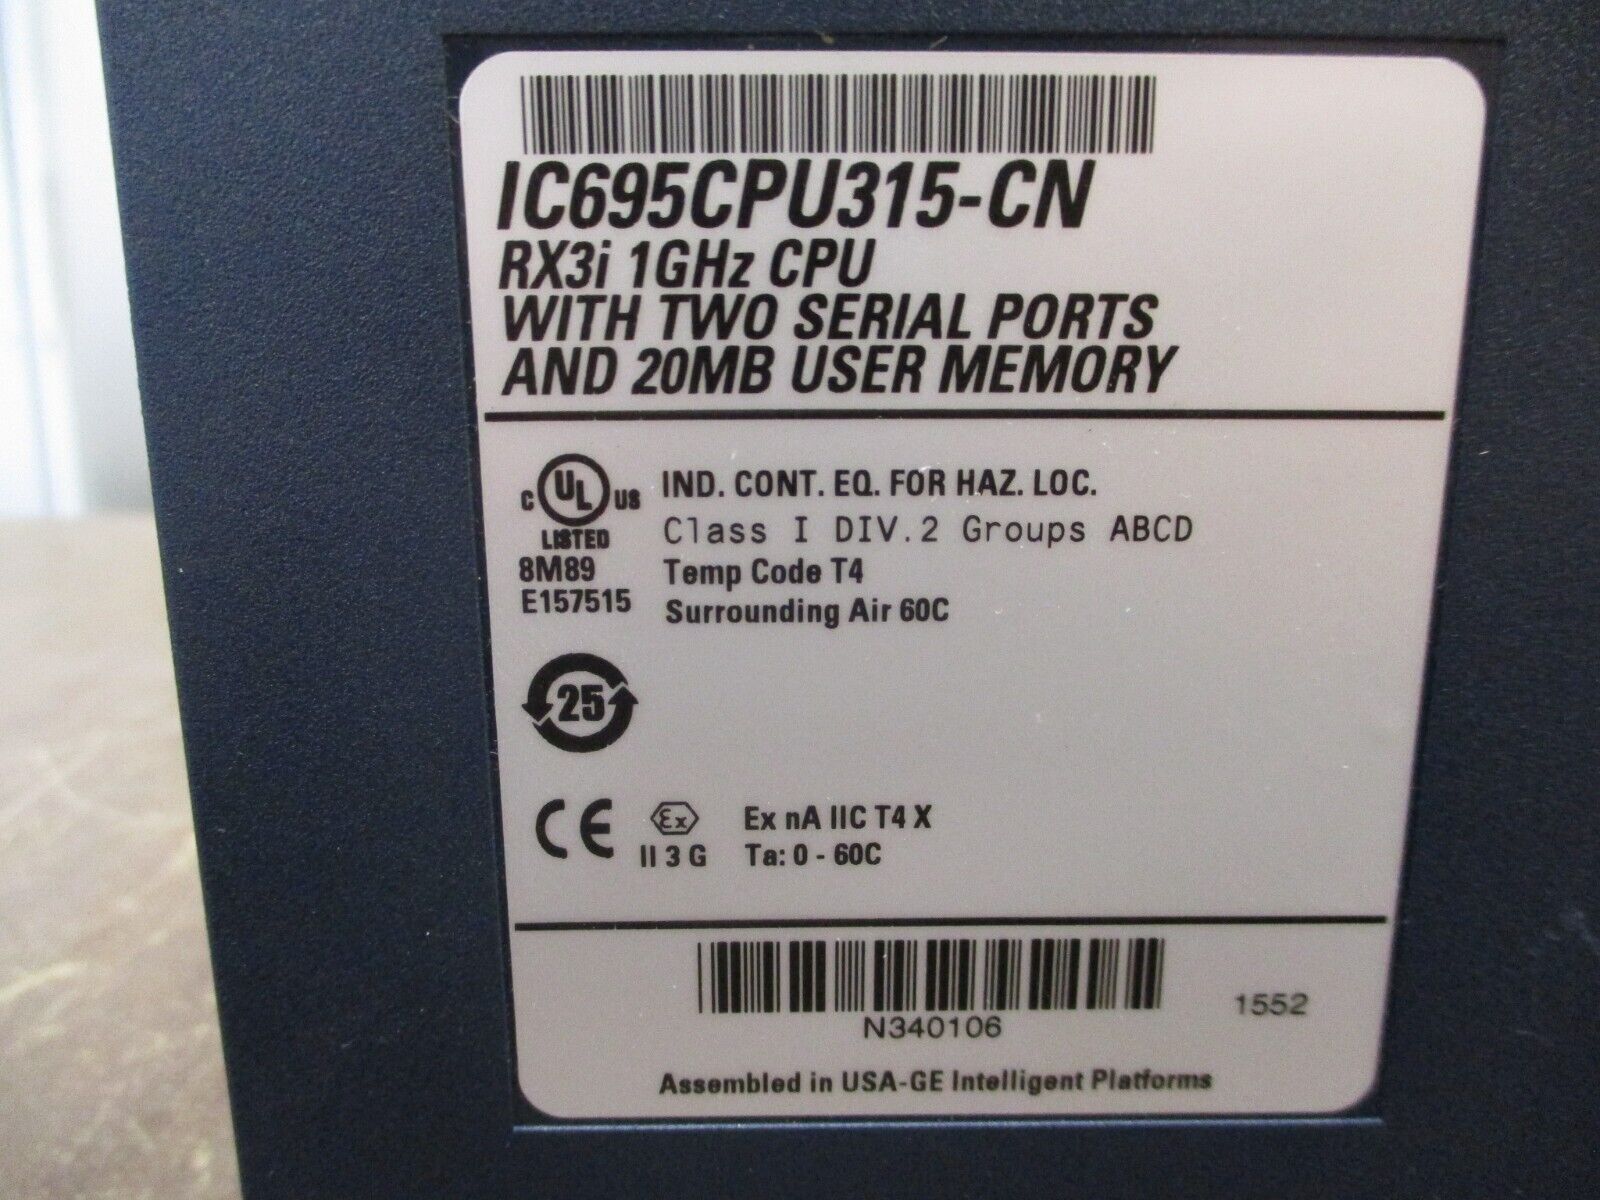 IC695CPU315-CN
RX3i 1GHz CPU
WITH TWO SERIAL PORTS
AND 20MB USER MEMORY
C UL US IND. CONT. EQ. FOR HAZ. LOC.
LISTED Class I DIV.2 Groups ABCD
8M89 Temp Code T4
E157515 Surrounding Air 60C
25
CE Ex Ex nA IIC T4 X
II 3 G Ta: 0 - 60C
N340106 1552
Assembled in USA-GE Intelligent Platforms